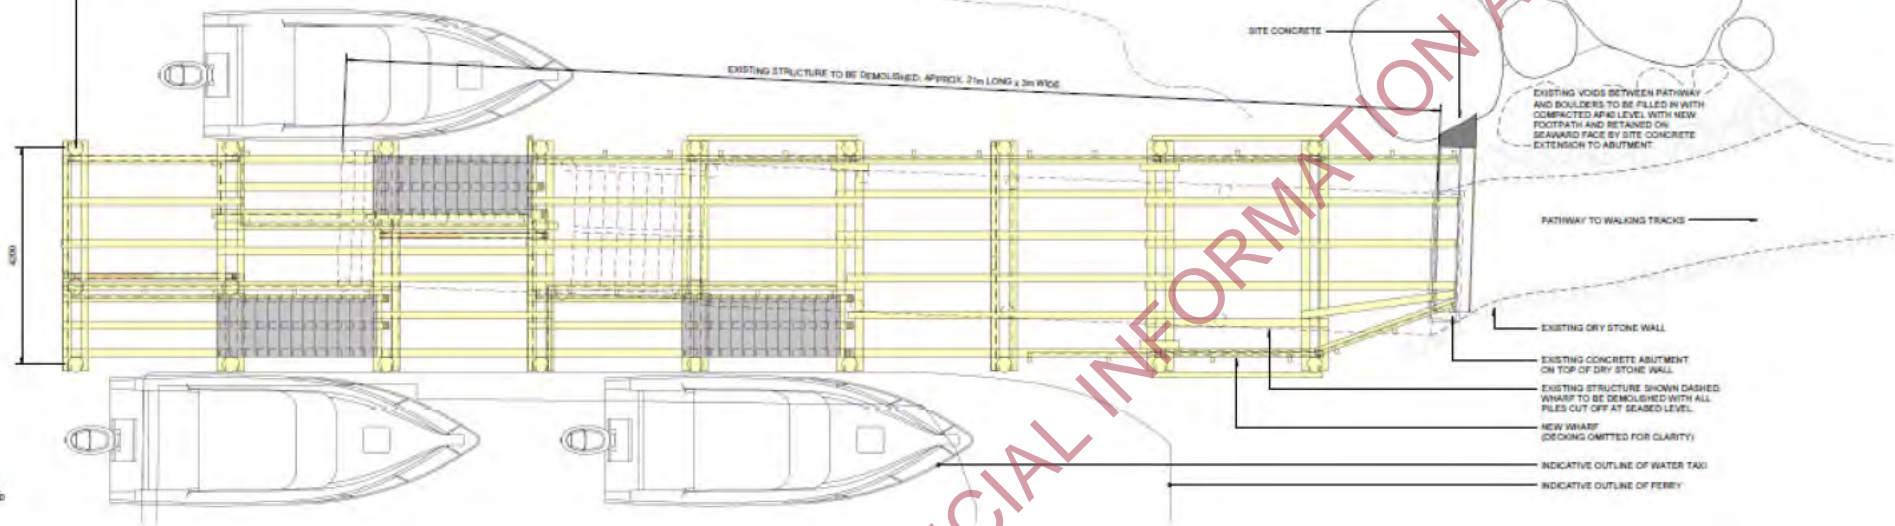 SITE CONCRETE
EXISTING STRUCTURE TO BE DEMOLISHED, APPROX. 21m LONG x 3m WIDE
EXISTING VOIDS BETWEEN PATHWAY
AND BOULDERS TO BE FILLED IN WITH
COMPACTED AP40 LEVEL WITH NEW
FOOTPATH AND RETAINED ON
SEAWARD FACE BY SITE CONCRETE
EXTENSION TO ABUTMENT
PATHWAY TO WALKING TRACKS
4200
EXISTING DRY STONE WALL
EXISTING CONCRETE ABUTMENT
ON TOP OF DRY STONE WALL
EXISTING STRUCTURE SHOWN DASHED.
WHARF TO BE DEMOLISHED WITH ALL
PILES CUT OFF AT SEABED LEVEL
NEW WHARF
(DECKING OMITTED FOR CLARITY)
INDICATIVE OUTLINE OF WATER TAXI
INDICATIVE OUTLINE OF FERRY
CIAL INFORMATION A